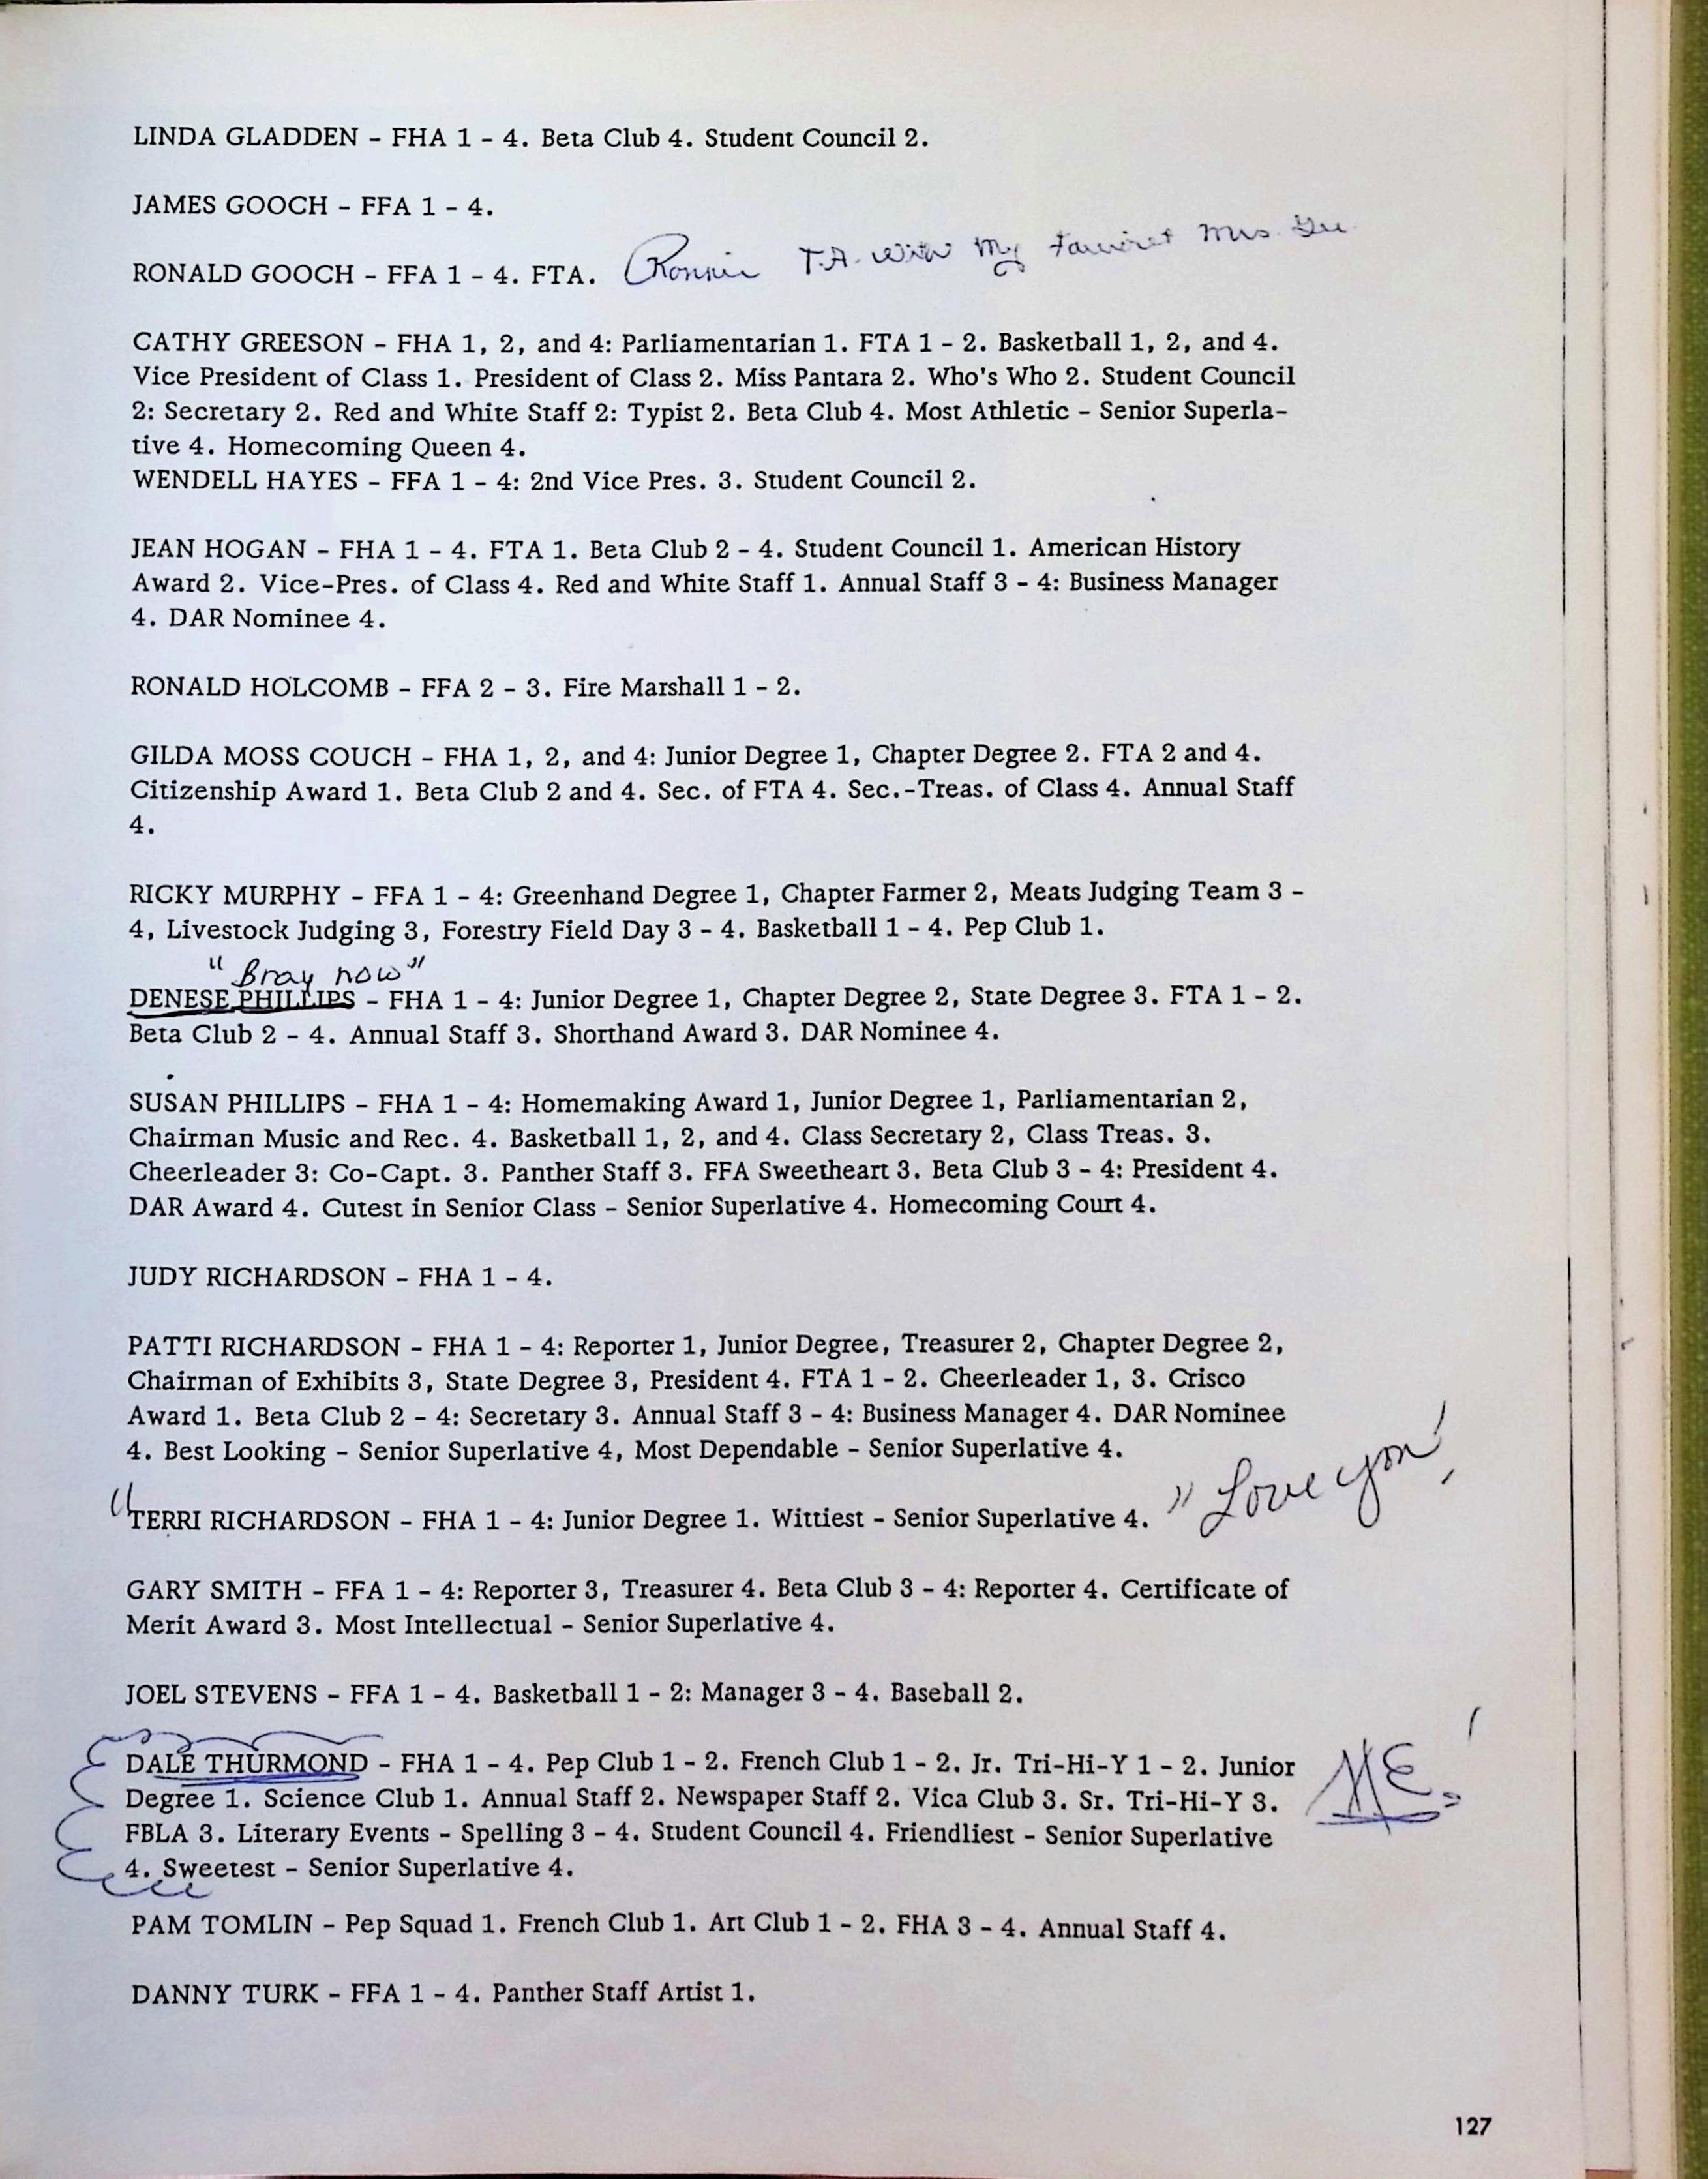 LINDA GLADDEN - FHA 1 - 4. Beta Club 4. Student Council 2.
JAMES GOOCH - FFA 1 - 4.
RONALD GOOCH - FFA 1 - 4. FTA. Ronnie T.A. with My Mrs.
CATHY GREESON - FHA 1, 2, and 4: Parliamentarian 1. FTA 1 - 2. Basketball 1, 2, and 4.
Vice President of Class 1. President of Class 2. Miss Pantara 2. Who's Who 2. Student Council
2: Secretary 2. Red and White Staff 2: Typist 2. Beta Club 4. Most Athletic - Senior Superla-
tive 4. Homecoming Queen 4.
WENDELL HAYES - FFA 1 - 4: 2nd Vice Pres. 3. Student Council 2.
JEAN HOGAN - FHA 1 - 4. FTA 1. Beta Club 2 - 4. Student Council 1. American History
Award 2. Vice-Pres. of Class 4. Red and White Staff 1. Annual Staff 3 - 4: Business Manager
4. DAR Nominee 4.
RONALD HOLCOMB - FFA 2 - 3. Fire Marshall 1 - 2.
GILDA MOSS COUCH - FHA 1, 2, and 4: Junior Degree 1, Chapter Degree 2. FTA 2 and 4.
Citizenship Award 1. Beta Club 2 and 4. Sec. of FTA 4. Sec.-Treas. of Class 4. Annual Staff
4.
RICKY MURPHY - FFA 1 - 4: Greenhand Degree 1, Chapter Farmer 2, Meats Judging Team 3 -
4, Livestock Judging 3, Forestry Field Day 3 - 4. Basketball 1 - 4. Pep Club 1.
"Bray now"
DENESE PHILLIPS - FHA 1 - 4: Junior Degree 1, Chapter Degree 2, State Degree 3. FTA 1 - 2.
Beta Club 2 - 4. Annual Staff 3. Shorthand Award 3. DAR Nominee 4.
SUSAN PHILLIPS - FHA 1 - 4: Homemaking Award 1, Junior Degree 1, Parliamentarian 2,
Chairman Music and Rec. 4. Basketball 1, 2, and 4. Class Secretary 2, Class Treas. 3.
Cheerleader 3: Co-Capt. 3. Panther Staff 3. FFA Sweetheart 3. Beta Club 3 - 4: President 4.
DAR Award 4. Cutest in Senior Class - Senior Superlative 4. Homecoming Court 4.
JUDY RICHARDSON - FHA 1 - 4.
PATTI RICHARDSON - FHA 1 - 4: Reporter 1, Junior Degree, Treasurer 2, Chapter Degree 2,
Chairman of Exhibits 3, State Degree 3, President 4. FTA 1 - 2. Cheerleader 1, 3. Crisco
Award 1. Beta Club 2 - 4: Secretary 3. Annual Staff 3 - 4: Business Manager 4. DAR Nominee
4. Best Looking - Senior Superlative 4, Most Dependable - Senior Superlative 4.
"TERRI RICHARDSON - FHA 1 - 4: Junior Degree 1. Wittiest - Senior Superlative 4. " Love you!
GARY SMITH - FFA 1 - 4: Reporter 3, Treasurer 4. Beta Club 3 - 4: Reporter 4. Certificate of
Merit Award 3. Most Intellectual - Senior Superlative 4.
JOEL STEVENS - FFA 1 - 4. Basketball 1 - 2: Manager 3 - 4. Baseball 2.
DALE THURMOND - FHA 1 - 4. Pep Club 1 - 2. French Club 1 - 2. Jr. Tri-Hi-Y 1 - 2. Junior ME!
Degree 1. Science Club 1. Annual Staff 2. Newspaper Staff 2. Vica Club 3. Sr. Tri-Hi-Y 3.
FBLA 3. Literary Events - Spelling 3 - 4. Student Council 4. Friendliest - Senior Superlative
4. Sweetest - Senior Superlative 4.
PAM TOMLIN - Pep Squad 1. French Club 1. Art Club 1 - 2. FHA 3 - 4. Annual Staff 4.
DANNY TURK - FFA 1 - 4. Panther Staff Artist 1.
127